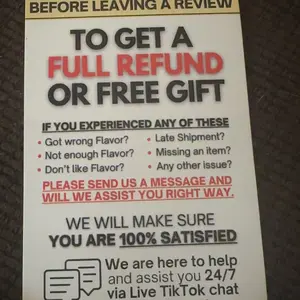 BEFORE LEAVING A REVIEW
TO GET A
FULL REFUND
OR FREE GIFT
IF YOU EXPERIENCED ANY OF THESE
• Got wrong Flavor? • Late Shipment?
• Not enough Flavor? • Missing an item?
• Don't like Flavor? • Any other issue?
PLEASE SEND US A MESSAGE AND
WILL WE ASSIST YOU RIGHT WAY.
WE WILL MAKE SURE
YOU ARE 100% SATISFIED
We are here to help
and assist you 24/7
via Live TikTok chat